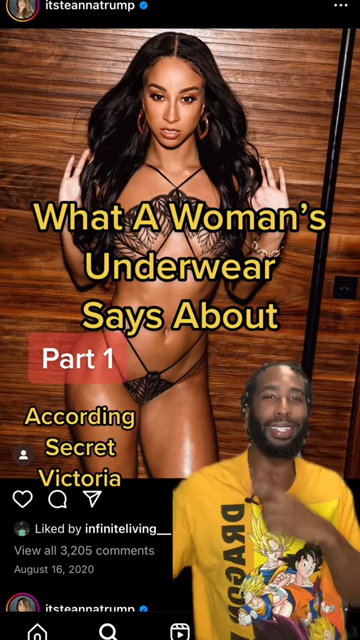 itsteannatrump
What A Woman's
Underwear
Says About
Part 1
According
Secret
Victoria
Liked by infiniteliving__
View all 3,205 comments
August 16, 2020
DRAGON
itsteannatrump